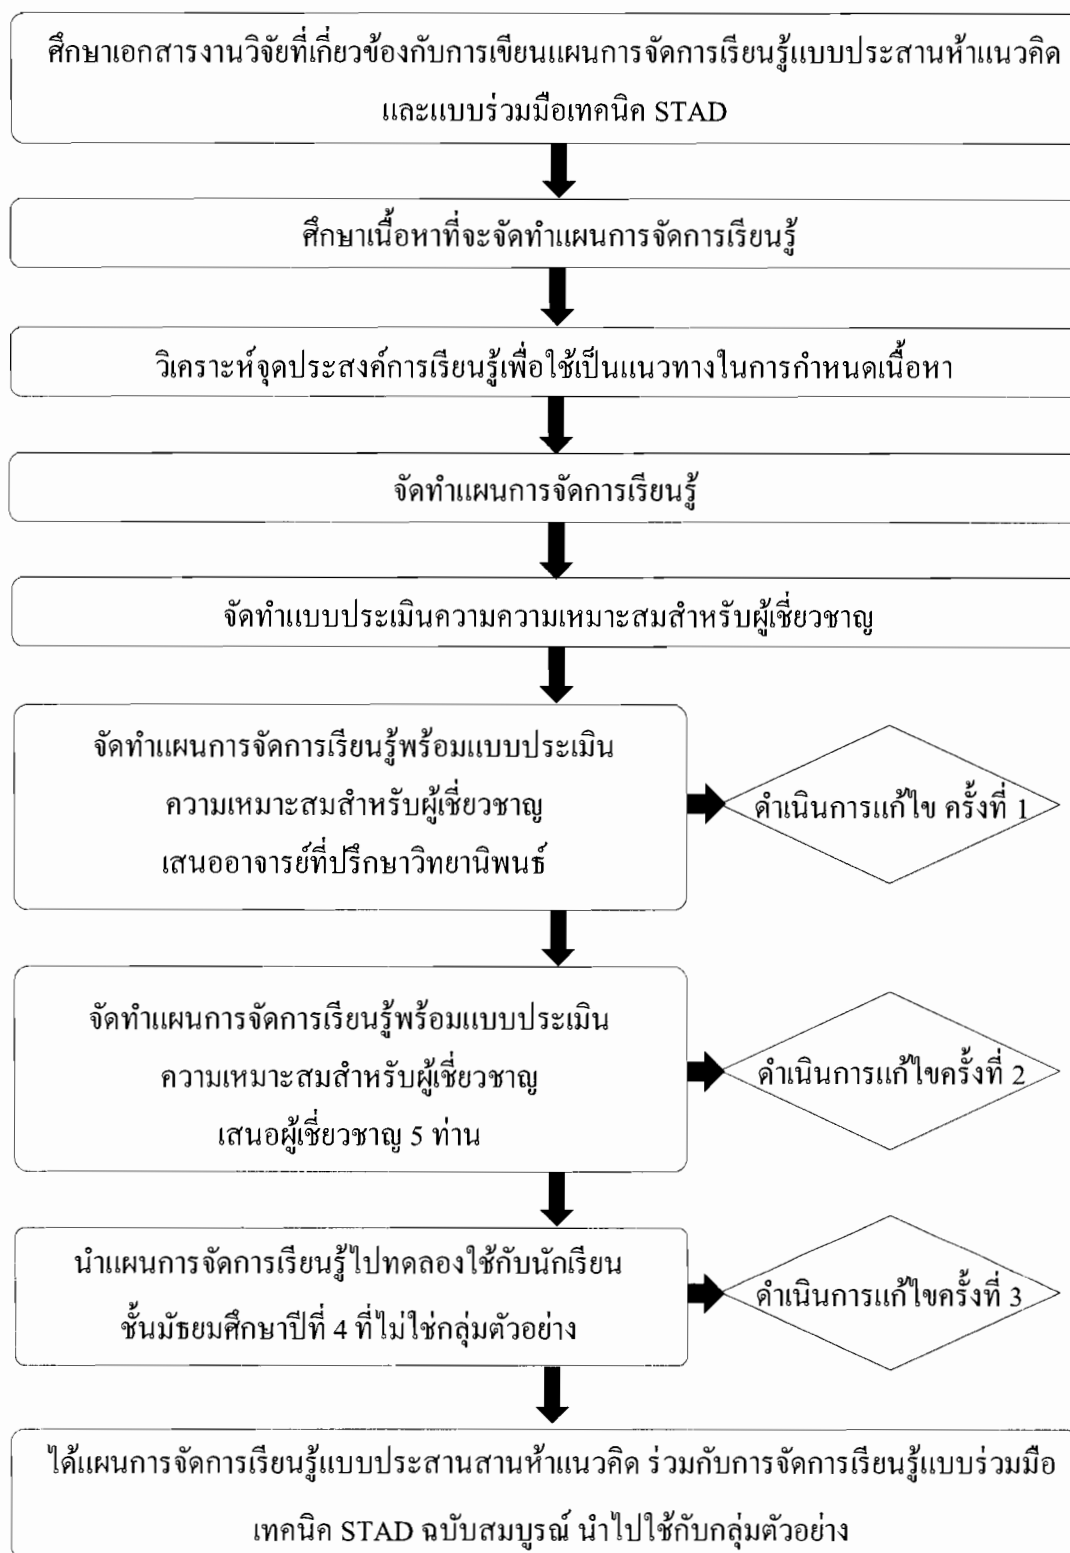 ศึกษาเอกสารงานวิจัยที่เกี่ยวข้องกับการเขียนแผนการจัดการเรียนรู้แบบประสานห้าแนวคิด
และแบบร่วมมือเทคนิค STAD
ศึกษาเนื้อหาที่จะจัดทำแผนการจัดการเรียนรู้
วิเคราะห์จุดประสงค์การเรียนรู้เพื่อใช้เป็นแนวทางในการกำหนดเนื้อหา
จัดทำแผนการจัดการเรียนรู้
จัดทำแบบประเมินความความเหมาะสมสำหรับผู้เชี่ยวชาญ
จัดทำแผนการจัดการเรียนรู้พร้อมแบบประเมิน
ความเหมาะสมสำหรับผู้เชี่ยวชาญ
เสนออาจารย์ที่ปรึกษาวิทยานิพนธ์
ดำเนินการแก้ไข ครั้งที่ 1
จัดทำแผนการจัดการเรียนรู้พร้อมแบบประเมิน
ความเหมาะสมสำหรับผู้เชี่ยวชาญ
เสนอผู้เชี่ยวชาญ 5 ท่าน
ดำเนินการแก้ไขครั้งที่ 2
นำแผนการจัดการเรียนรู้ไปทดลองใช้กับนักเรียน
ชั้นมัธยมศึกษาปีที่ 4 ที่ไม่ใช่กลุ่มตัวอย่าง
ดำเนินการแก้ไขครั้งที่ 3
ได้แผนการจัดการเรียนรู้แบบประสานสานห้าแนวคิด ร่วมกับการจัดการเรียนรู้แบบร่วมมือ
เทคนิค STAD ฉบับสมบูรณ์ นำไปใช้กับกลุ่มตัวอย่าง